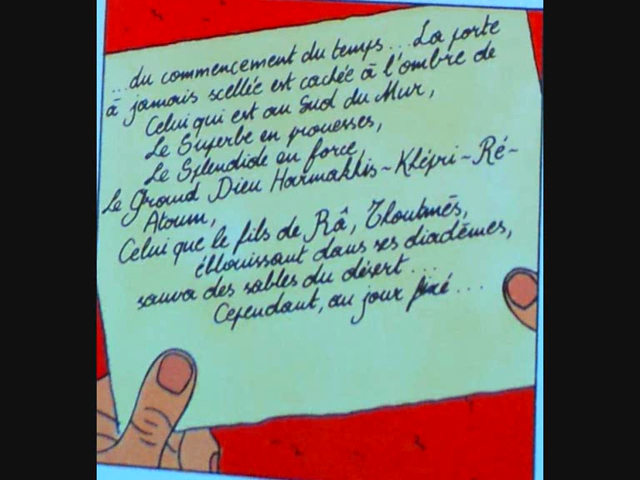 ...du commencement du temps... La porte
à jamais scellée est cachée à l'ombre de
Celui qui est au Sud du Mur,
Le Superbe en prouesses,
Le Splendide en force,
Le Grand Dieu Harmakhis-Khépri-Ré-
Atoum,
Celui que le fils de Râ, Thoutmès,
éblouissant dans ses diadèmes,
sauva des sables du désert...
Cependant, au jour fixé...